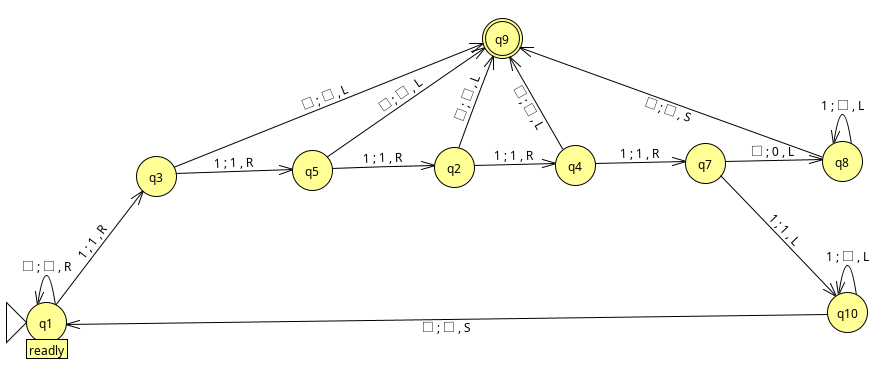 q9
□ ; □ , L
□ ; □ , L
□ ; □ , L
□ ; □ , L
□ ; □ , S
1 ; □ , L
q3
1 ; 1 , R
q5
1 ; 1 , R
q2
1 ; 1 , R
q4
1 ; 1 , R
q7
□ ; 0 , L
q8
1 ; 1 , R
1 ; 1 , L
□ ; □ , R
1 ; □ , L
q1
q10
□ ; □ , S
readly